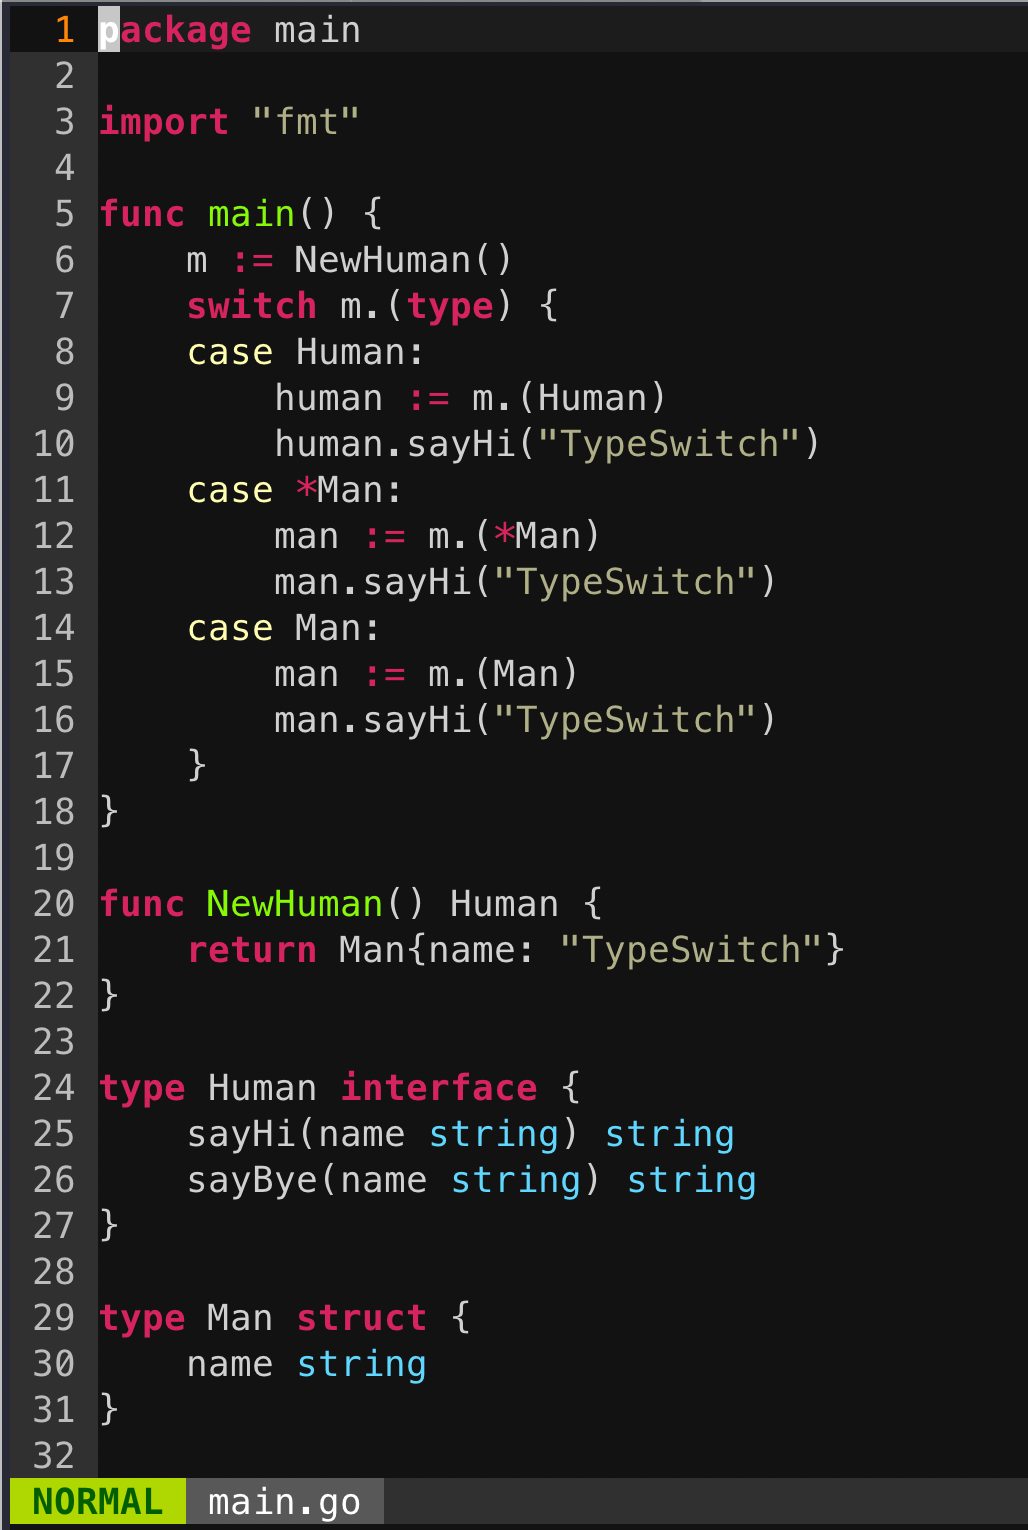 1 package main
2
3 import "fmt"
4
5 func main() {
6     m := NewHuman()
7     switch m.(type) {
8     case Human:
9         human := m.(Human)
10         human.sayHi("TypeSwitch")
11     case *Man:
12         man := m.(*Man)
13         man.sayHi("TypeSwitch")
14     case Man:
15         man := m.(Man)
16         man.sayHi("TypeSwitch")
17     }
18 }
19
20 func NewHuman() Human {
21     return Man{name: "TypeSwitch"}
22 }
23
24 type Human interface {
25     sayHi(name string) string
26     sayBye(name string) string
27 }
28
29 type Man struct {
30     name string
31 }
32
NORMAL main.go